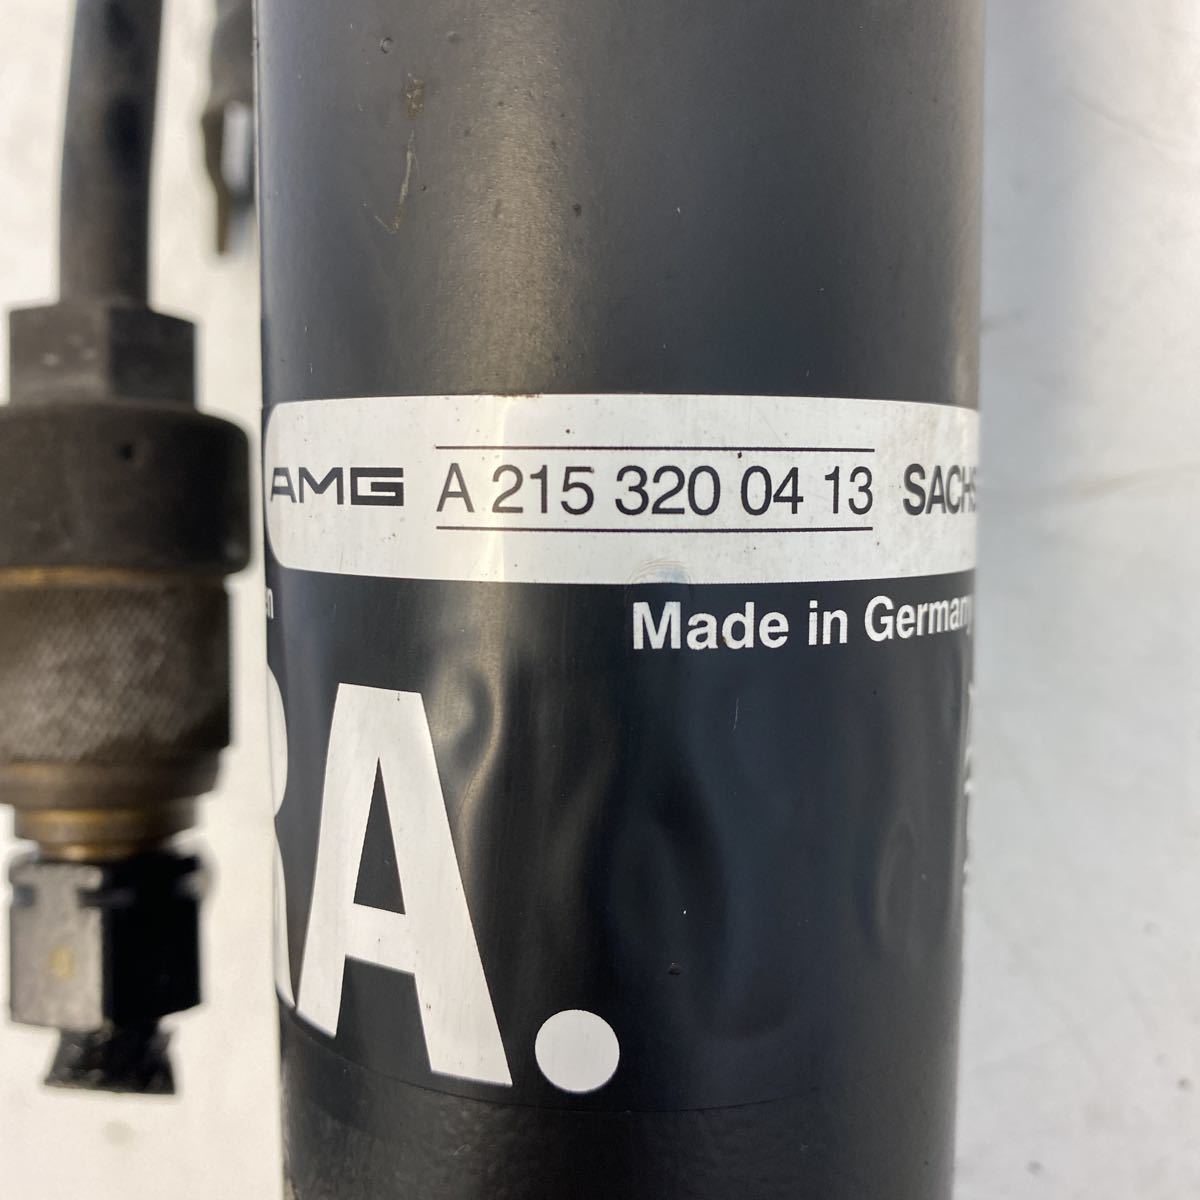 AMG A 215 320 04 13 SACHS
Made in Germany
RA.